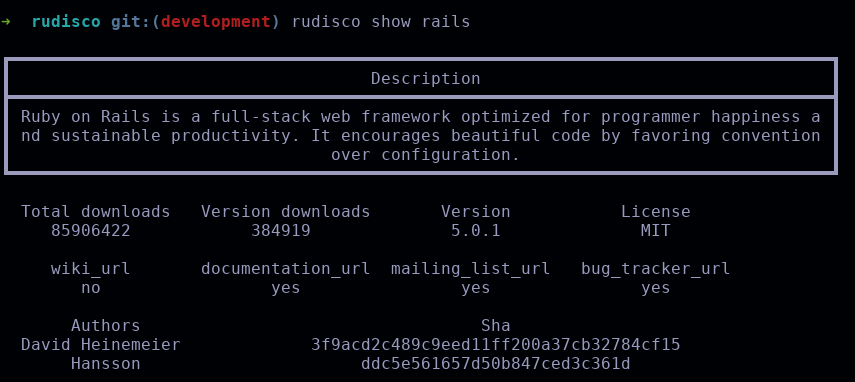 ➜ rudisco git:(development) rudisco show rails
Description
Ruby on Rails is a full-stack web framework optimized for programmer happiness a
nd sustainable productivity. It encourages beautiful code by favoring convention
over configuration.
Total downloads Version downloads Version License
85906422 384919 5.0.1 MIT
wiki_url documentation_url mailing_list_url bug_tracker_url
no yes yes yes
Authors Sha
David Heinemeier 3f9acd2c489c9eed11ff200a37cb32784cf15
Hansson ddc5e561657d50b847ced3c361d